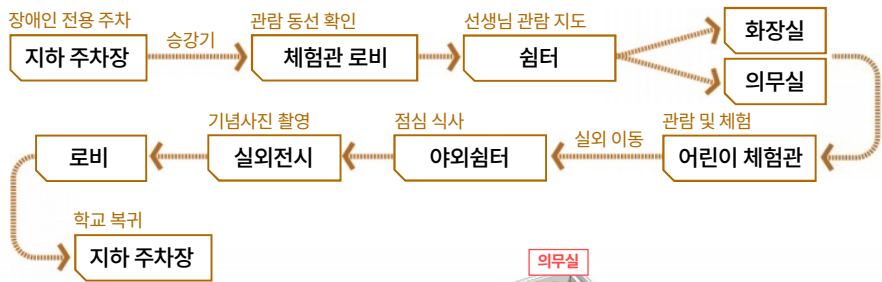 장애인 전용 주차
지하 주차장
승강기
관람 동선 확인
체험관 로비
선생님 관람 지도
쉼터
화장실
의무실
관람 및 체험
어린이 체험관
실외 이동
점심 식사
야외쉼터
기념사진 촬영
실외전시
로비
학교 복귀
지하 주차장
의무실